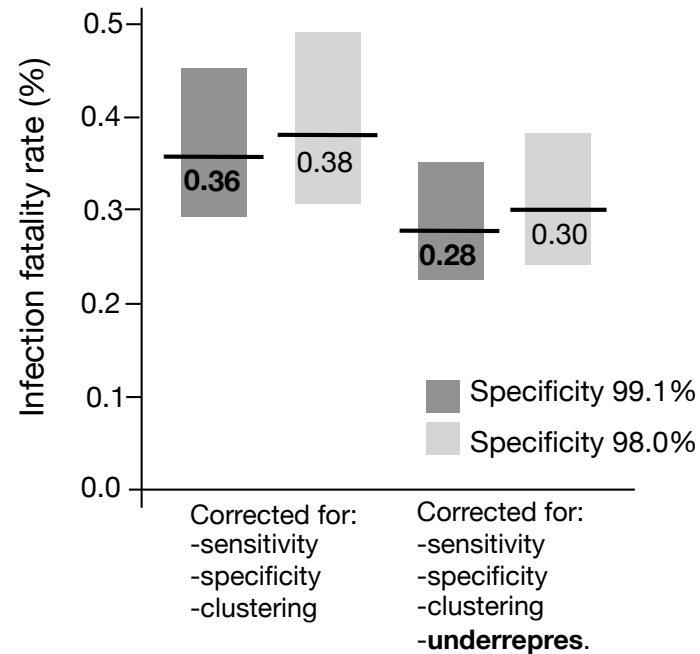 Infection fatality rate (%)
0.5
0.4
0.3
0.2
0.1
0.0
0.36
0.38
0.28
0.30
Specificity 99.1%
Specificity 98.0%
Corrected for:
-sensitivity
-specificity
-clustering
Corrected for:
-sensitivity
-specificity
-clustering
-underrepres.